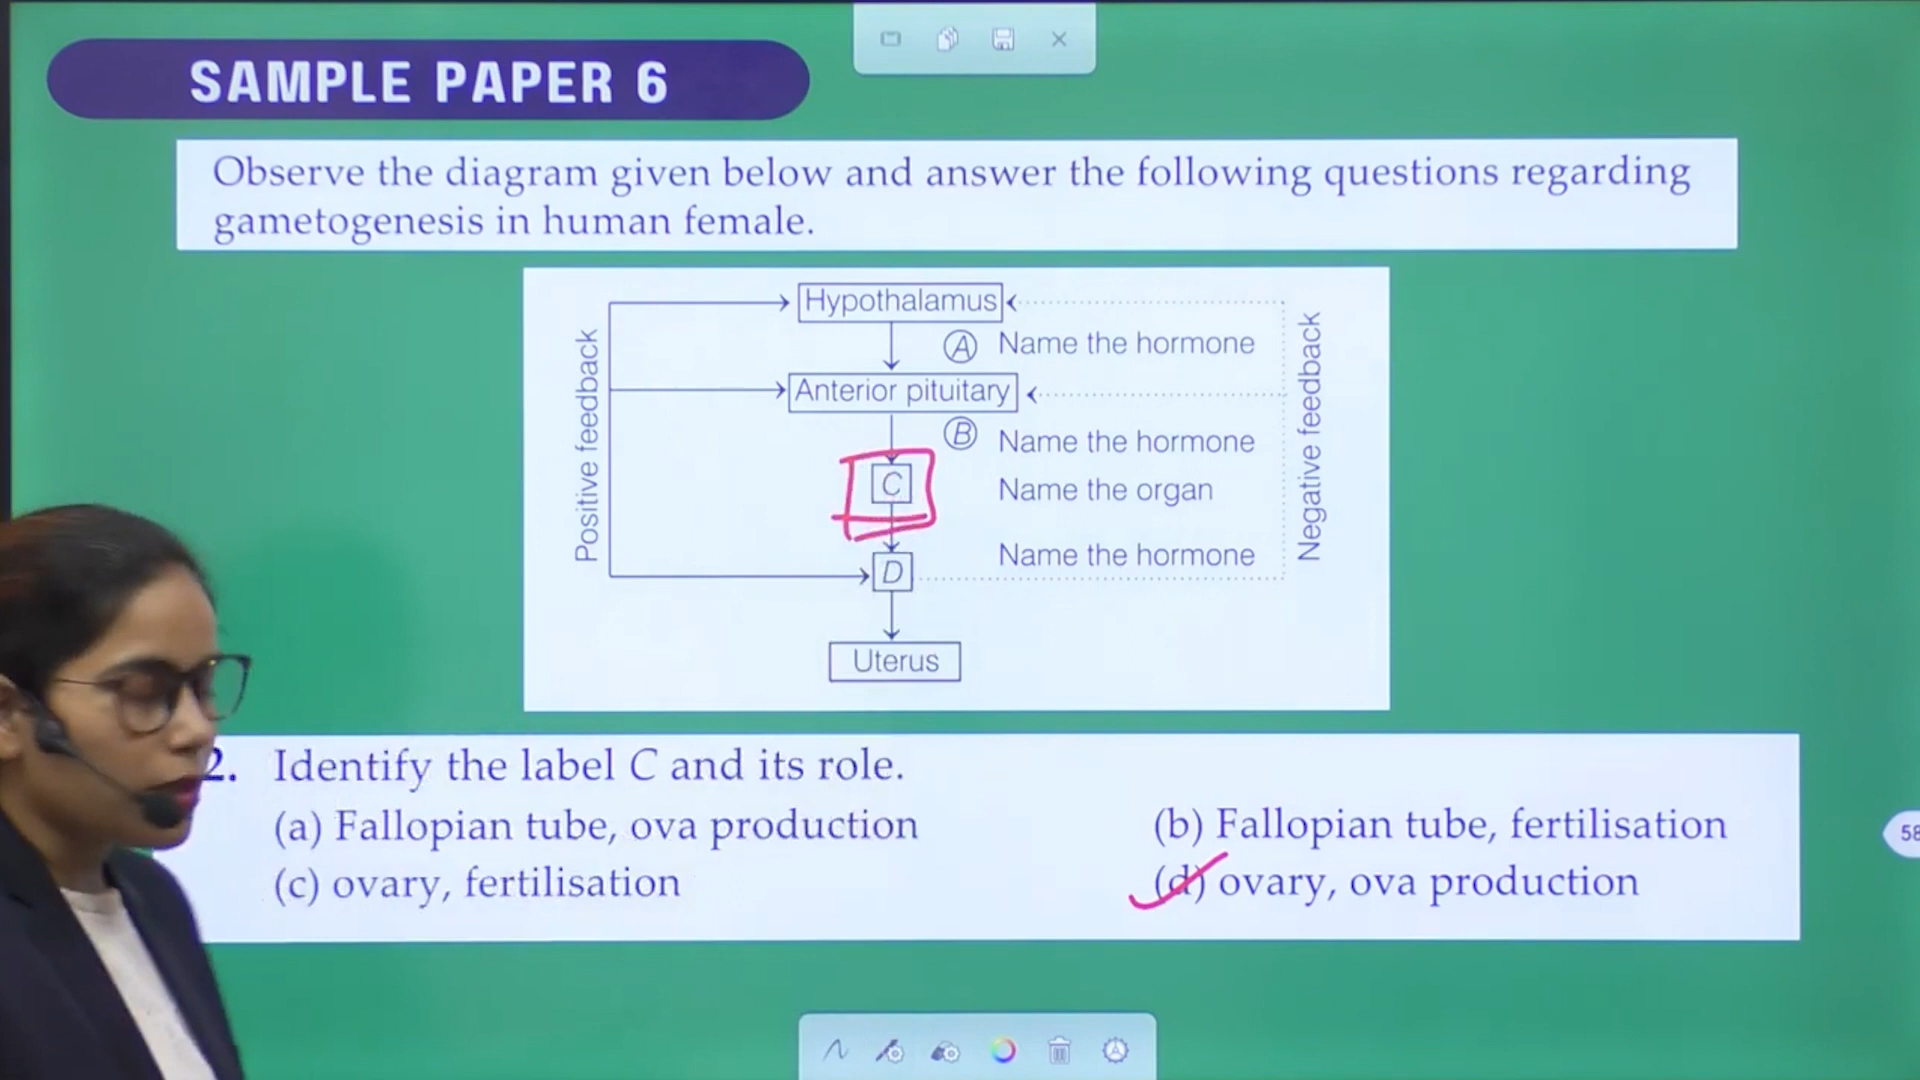 SAMPLE PAPER 6
Observe the diagram given below and answer the following questions regarding
gametogenesis in human female.
Hypothalamus
A Name the hormone
Anterior pituitary
B Name the hormone
C Name the organ
Name the hormone
D
Uterus
Positive feedback
Negative feedback
2. Identify the label C and its role.
(a) Fallopian tube, ova production
(b) Fallopian tube, fertilisation
(c) ovary, fertilisation
(d) ovary, ova production
58